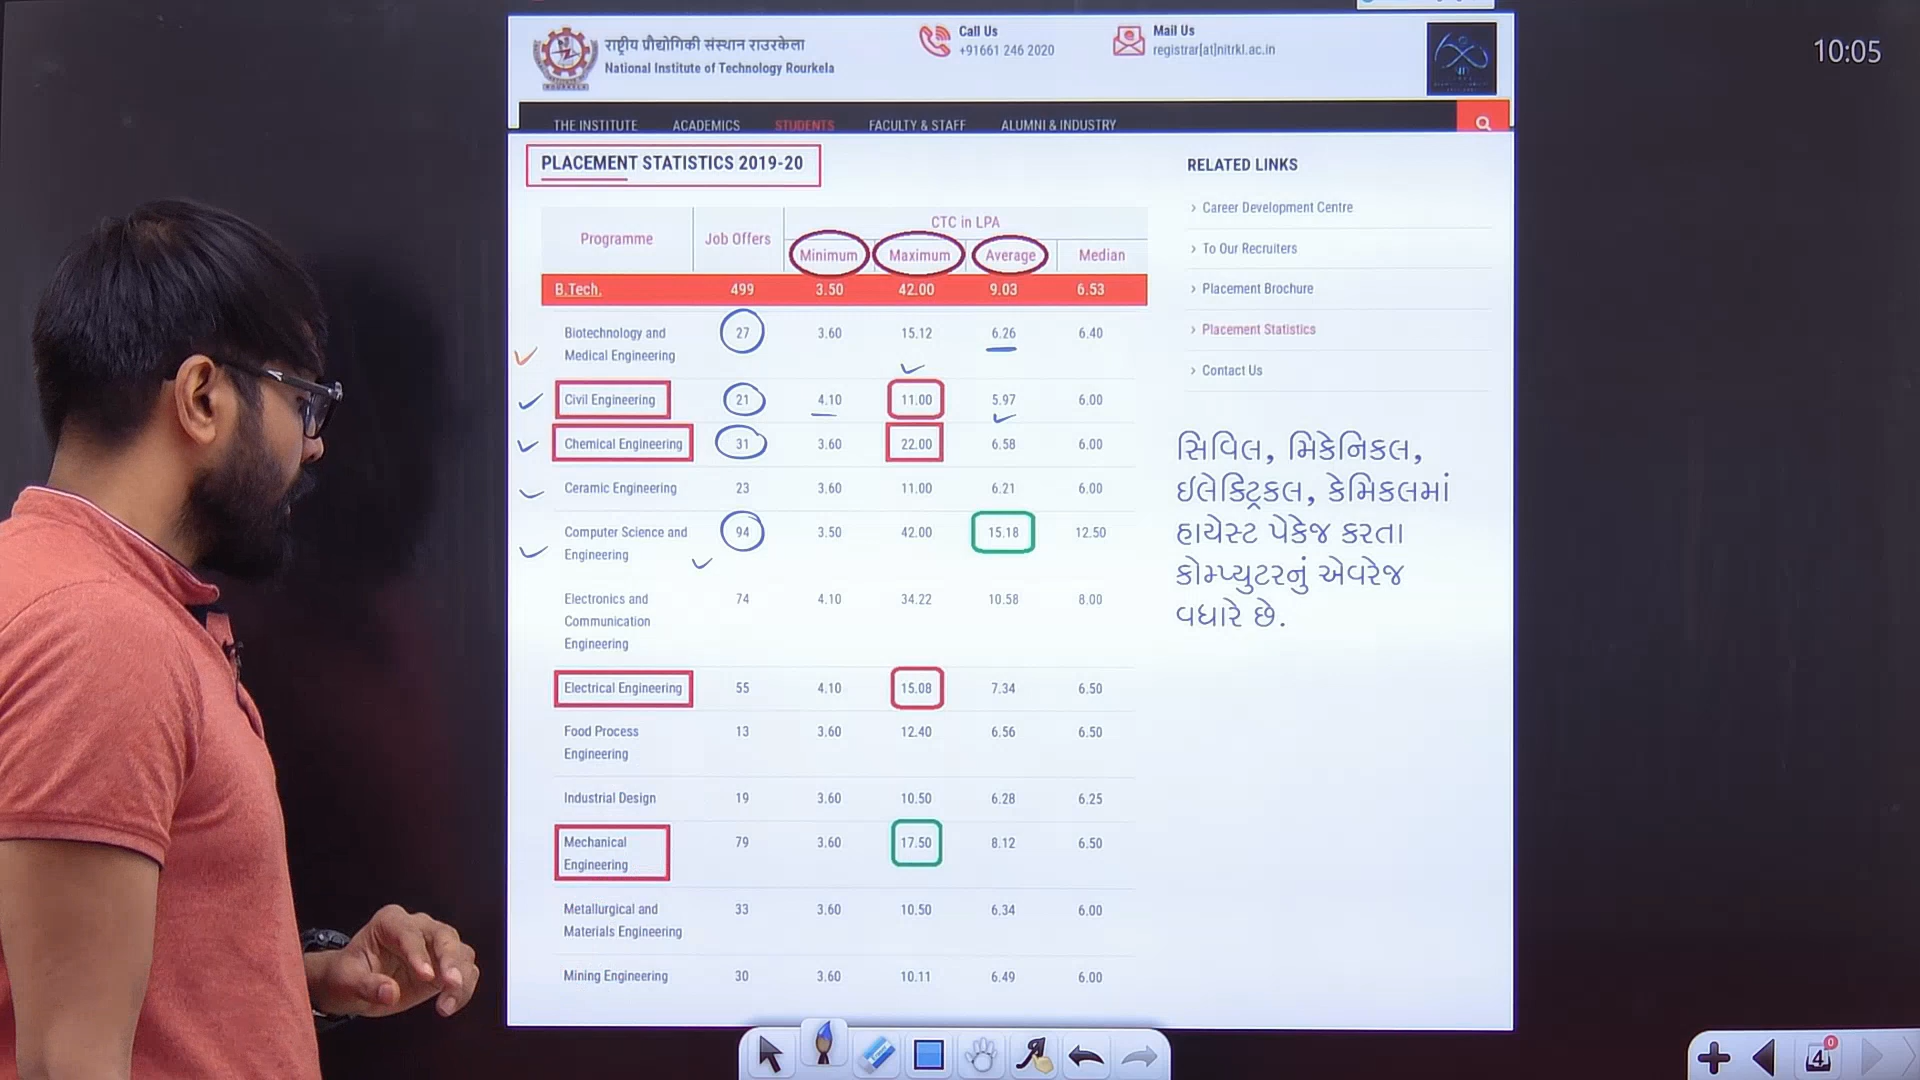 10:05
राष्ट्रीय प्रौद्योगिकी संस्थान राउरकेला
National Institute of Technology Rourkela
ROURKELA
Call Us
+91661 246 2020
Mail Us
registrar[at]nitrkl.ac.in
THE INSTITUTE ACADEMICS STUDENTS FACULTY & STAFF ALUMNI & INDUSTRY
PLACEMENT STATISTICS 2019-20
Programme Job Offers CTC in LPA
Minimum Maximum Average Median
B.Tech. 499 3.50 42.00 9.03 6.53
Biotechnology and 27 3.60 15.12 6.26 6.40
Medical Engineering
Civil Engineering 21 4.10 11.00 5.97 6.00
Chemical Engineering 31 3.60 22.00 6.58 6.00
Ceramic Engineering 23 3.60 11.00 6.21 6.00
Computer Science and 94 3.50 42.00 15.18 12.50
Engineering
Electronics and 74 4.10 34.22 10.58 8.00
Communication
Engineering
Electrical Engineering 55 4.10 15.08 7.34 6.50
Food Process 13 3.60 12.40 6.56 6.50
Engineering
Industrial Design 19 3.60 10.50 6.28 6.25
Mechanical 79 3.60 17.50 8.12 6.50
Engineering
Metallurgical and 33 3.60 10.50 6.34 6.00
Materials Engineering
Mining Engineering 30 3.60 10.11 6.49 6.00
RELATED LINKS
Career Development Centre
To Our Recruiters
Placement Brochure
Placement Statistics
Contact Us
સિવિલ, મિકેનિકલ,
ઈલેક્ટ્રિકલ, કેમિકલમાં
હાયેસ્ટ પેકેજ કરતા
કોમ્પ્યુટરનું એવરેજ
વધારે છે.
4
0